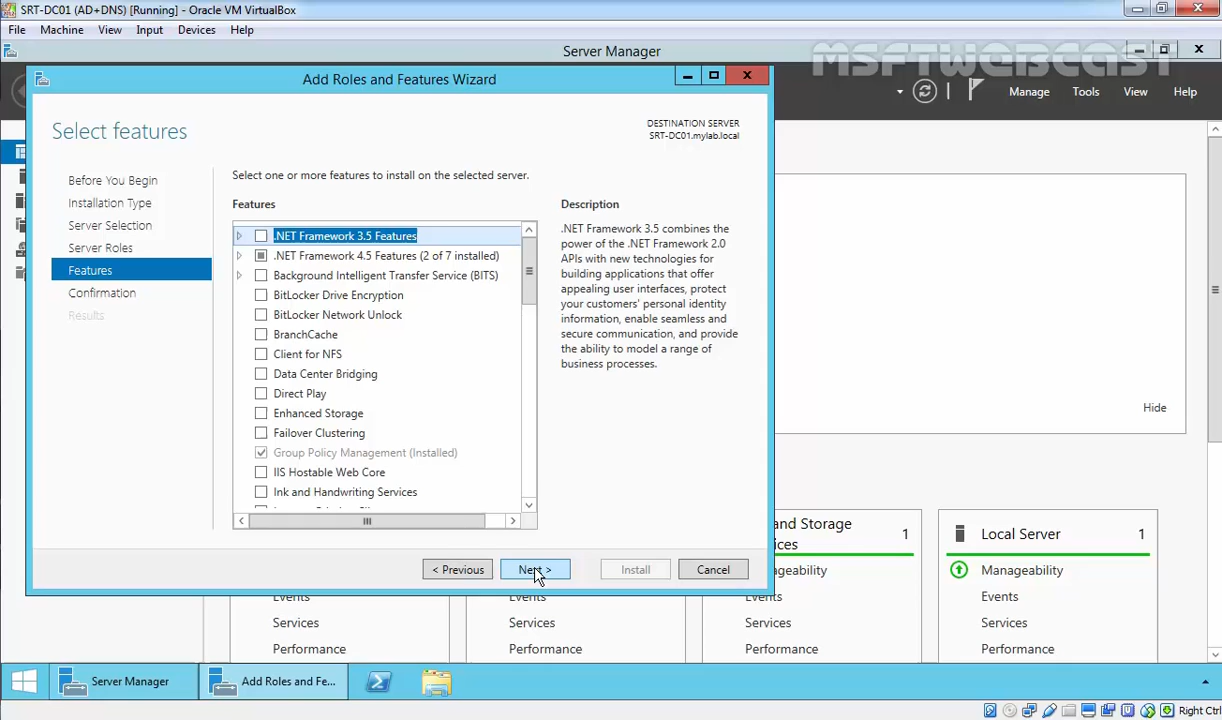 SRT-DC01 (AD+DNS) [Running] - Oracle VM VirtualBox
File Machine View Input Devices Help
Server Manager
MSFTWEBCAST
Add Roles and Features Wizard
Manage Tools View Help
Select features
DESTINATION SERVER
SRT-DC01.mylab.local
Before You Begin
Installation Type
Server Selection
Server Roles
Features
Confirmation
Results
Select one or more features to install on the selected server.
Features
.NET Framework 3.5 Features
.NET Framework 4.5 Features (2 of 7 installed)
Background Intelligent Transfer Service (BITS)
BitLocker Drive Encryption
BitLocker Network Unlock
BranchCache
Client for NFS
Data Center Bridging
Direct Play
Enhanced Storage
Failover Clustering
Group Policy Management (Installed)
IIS Hostable Web Core
Ink and Handwriting Services
Description
.NET Framework 3.5 combines the
power of the .NET Framework 2.0
APIs with new technologies for
building applications that offer
appealing user interfaces, protect
your customers' personal identity
information, enable seamless and
secure communication, and provide
the ability to model a range of
business processes.
< Previous
Next >
Install
Cancel
Hide
and Storage 1
Local Server 1
Manageability
Events Events Events Events
Services Services Services Services
Performance Performance Performance Performance
Server Manager
Add Roles and Fe...
Right Ctrl